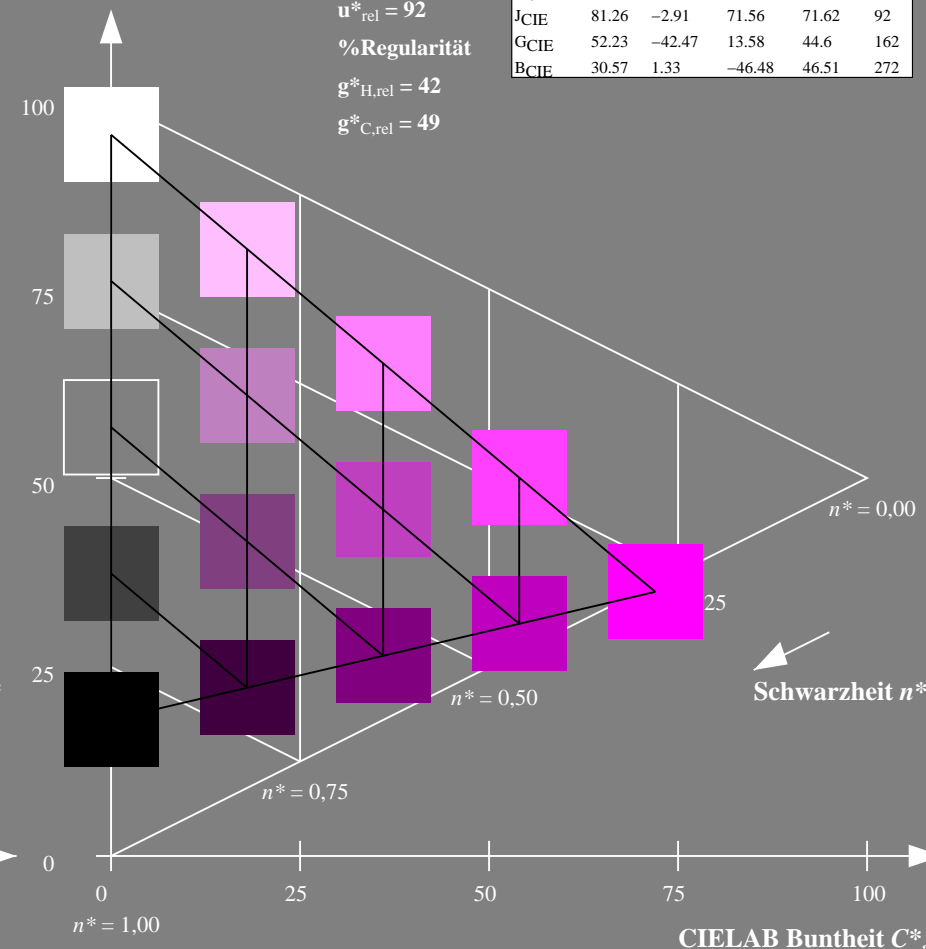 u*rel = 92
%Regularität
g*H,rel = 42
g*C,rel = 49
JCIE 81.26 −2.91 71.56 71.62 92
GCIE 52.23 −42.47 13.58 44.6 162
BCIE 30.57 1.33 −46.48 46.51 272
100
75
50
25
0
n* = 0,00
25
Schwarzheit n*
n* = 0,50
n* = 0,75
0 25 50 75 100
n* = 1,00
CIELAB Buntheit C*